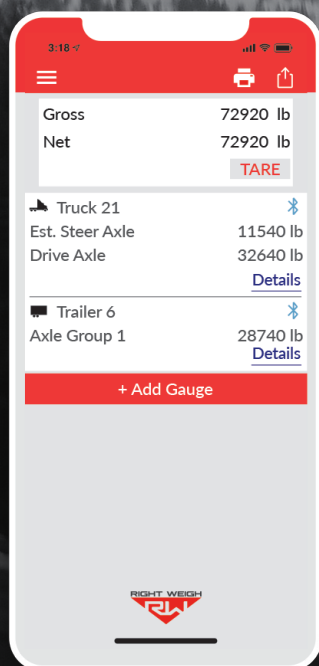 3:18
Gross 72920 lb
Net 72920 lb
TARE
Truck 21
Est. Steer Axle 11540 lb
Drive Axle 32640 lb
Details
Trailer 6
Axle Group 1 28740 lb
Details
+ Add Gauge
RIGHT WEIGH
RW